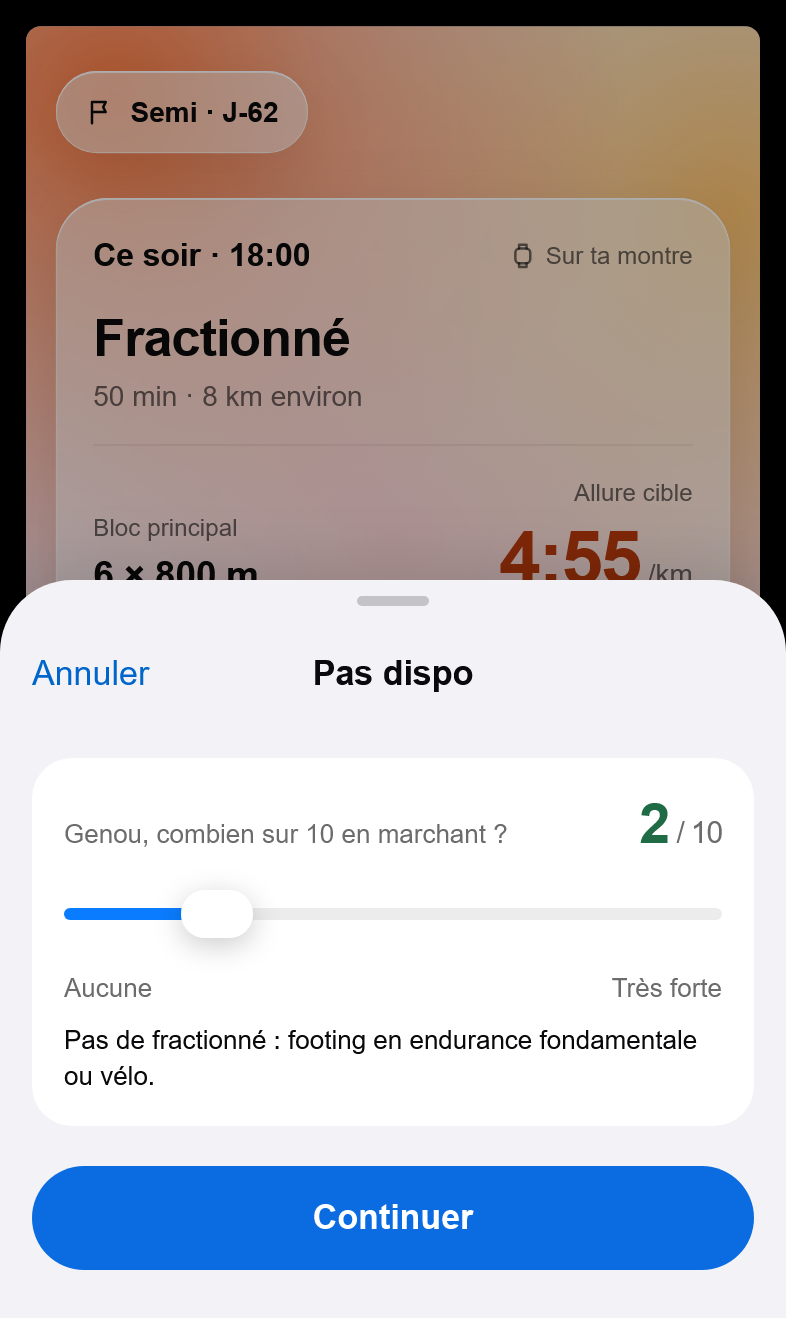 Semi · J-62
Ce soir · 18:00
Sur ta montre
Fractionné
50 min · 8 km environ
Allure cible
Bloc principal
4:55 /km
6 × 800 m
Annuler
Pas dispo
Genou, combien sur 10 en marchant ?
2 / 10
Aucune
Très forte
Pas de fractionné : footing en endurance fondamentale
ou vélo.
Continuer